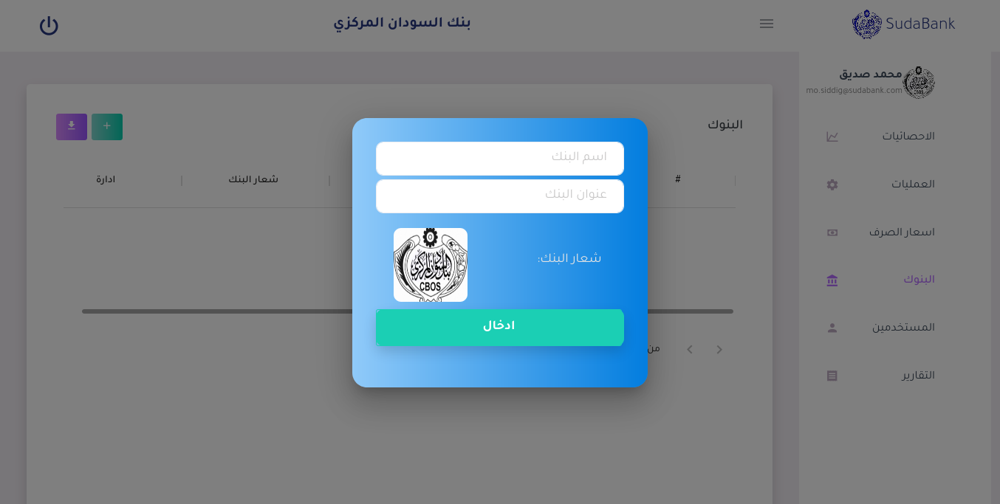 SudaBank
بنك السودان المركزي
محمد صديق
mo.siddig@sudabank.com
الاحصائيات
العمليات
اسعار الصرف
البنوك
المستخدمين
التقارير
البنوك
#
شعار البنك
ادارة
من
اسم البنك
عنوان البنك
شعار البنك:
CBOS
ادخال